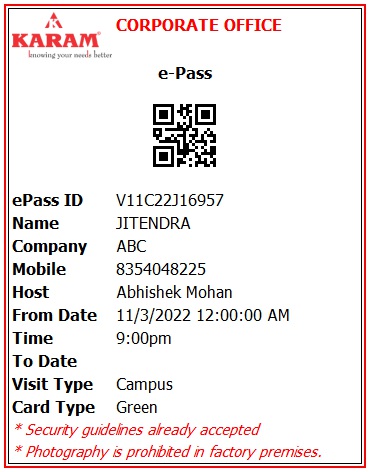 CORPORATE OFFICE
KARAM®
knowing your needs better
e-Pass
ePass ID V11C22J16957
Name JITENDRA
Company ABC
Mobile 8354048225
Host Abhishek Mohan
From Date 11/3/2022 12:00:00 AM
Time 9:00pm
To Date
Visit Type Campus
Card Type Green
* Security guidelines already accepted
* Photography is prohibited in factory premises.